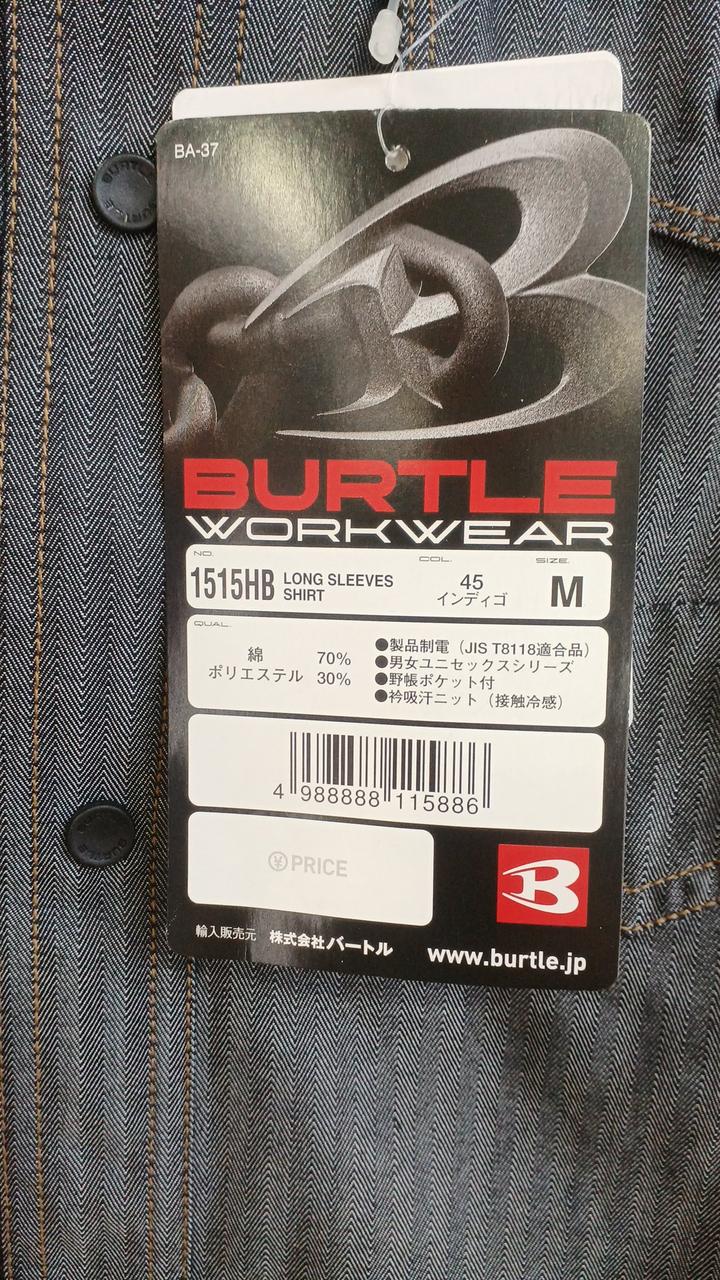 BA-37
BURTLE
BURTLE
WORKWEAR
NO.
COL.
SIZE.
1515HB LONG SLEEVES SHIRT
45
インディゴ
M
QUAL.
綿 70%
ポリエステル 30%
●製品制電（JIS T8118適合品）
●男女ユニセックスシリーズ
●野帳ポケット付
●衿吸汗ニット（接触冷感）
4 988888 115886
¥ PRICE
B
輸入販売元 株式会社バートル
www.burtle.jp
BURTLE